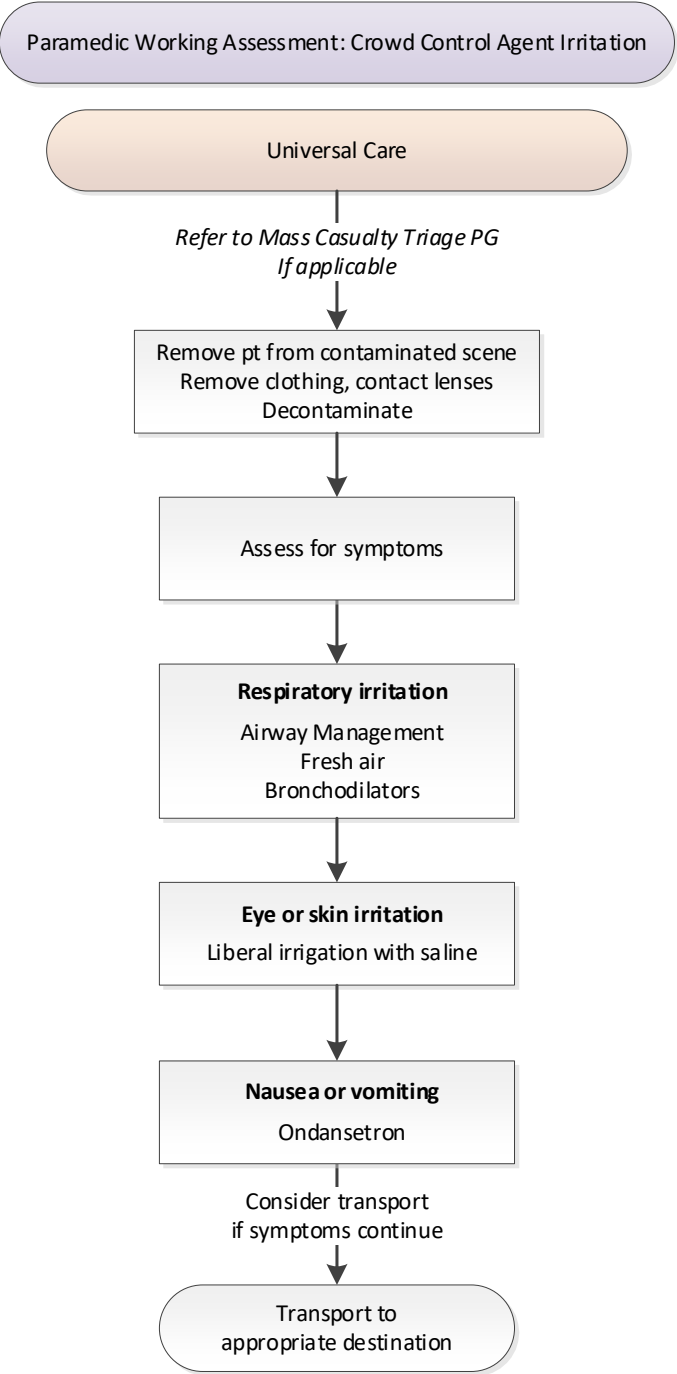 Paramedic Working Assessment: Crowd Control Agent Irritation
Universal Care
Refer to Mass Casualty Triage PG
If applicable
Remove pt from contaminated scene
Remove clothing, contact lenses
Decontaminate
Assess for symptoms
Respiratory irritation
Airway Management
Fresh air
Bronchodilators
Eye or skin irritation
Liberal irrigation with saline
Nausea or vomiting
Ondansetron
Consider transport
if symptoms continue
Transport to
appropriate destination